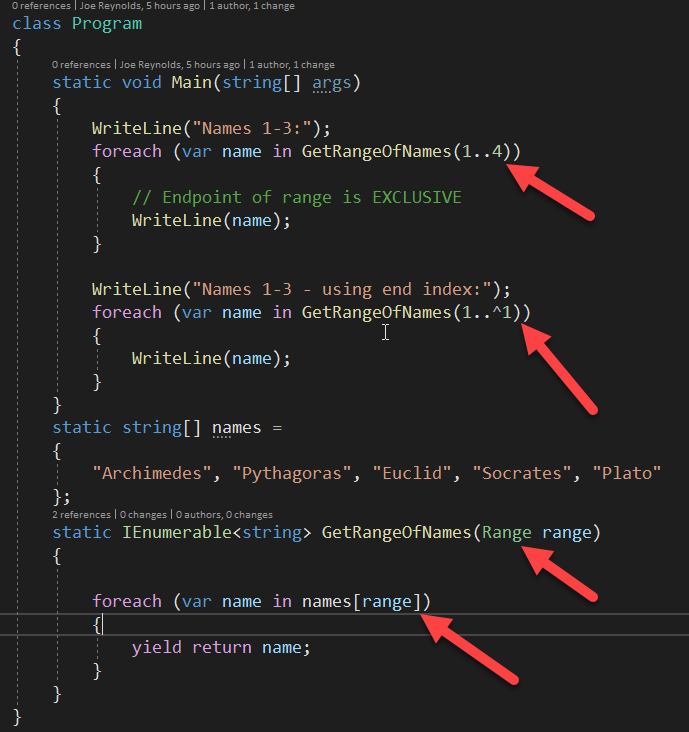 0 references | Joe Reynolds, 5 hours ago | 1 author, 1 change
class Program
{
0 references | Joe Reynolds, 5 hours ago | 1 author, 1 change
static void Main(string[] args)
{
WriteLine("Names 1-3:");
foreach (var name in GetRangeOfNames(1..4))
{
// Endpoint of range is EXCLUSIVE
WriteLine(name);
}
WriteLine("Names 1-3 - using end index:");
foreach (var name in GetRangeOfNames(1..^1))
{
WriteLine(name);
}
}
static string[] names =
{
"Archimedes", "Pythagoras", "Euclid", "Socrates", "Plato"
};
2 references | 0 changes | 0 authors, 0 changes
static IEnumerable<string> GetRangeOfNames(Range range)
{
foreach (var name in names[range])
{
yield return name;
}
}
}